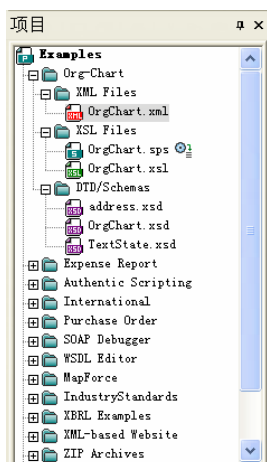 项目
Examples
Org-Chart
XML Files
OrgChart.xml
XSL Files
OrgChart.sps
OrgChart.xsl
DTD/Schemas
address.xsd
OrgChart.xsd
TextState.xsd
Expense Report
Authentic Scripting
International
Purchase Order
SOAP Debugger
WSDL Editor
MapForce
IndustryStandards
XBRL Examples
XML-based Website
ZIP Archives